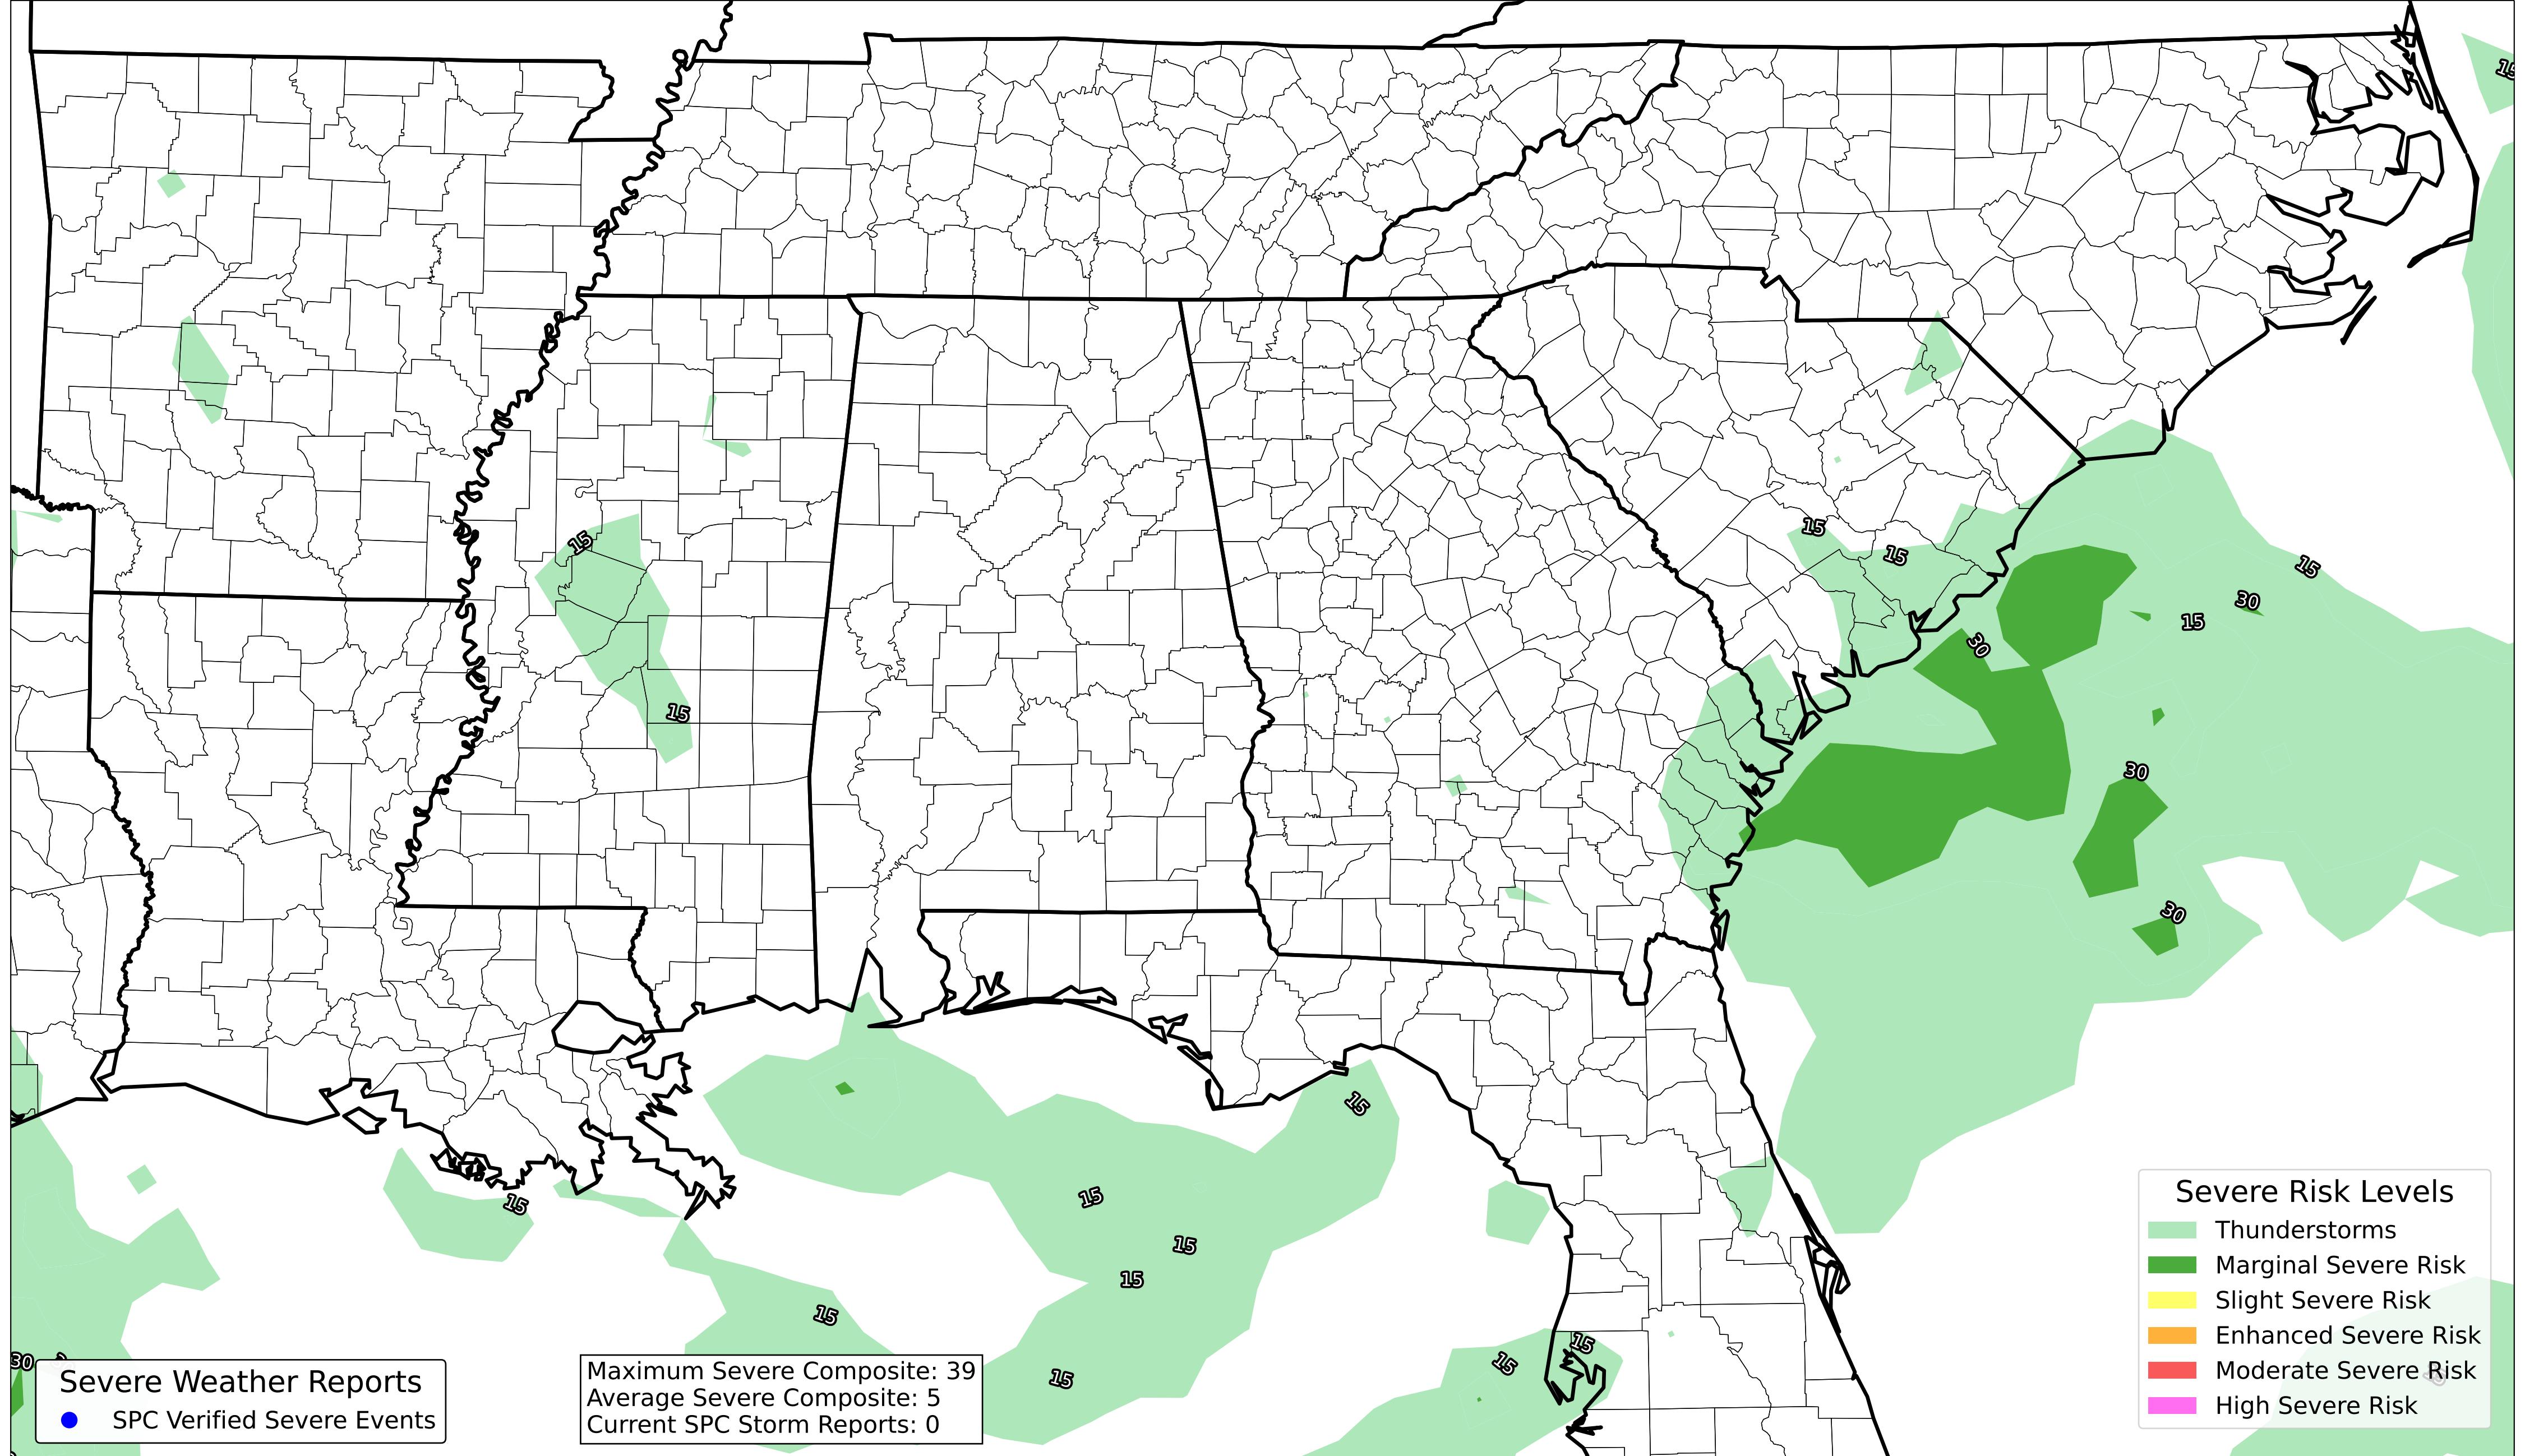 15
15
15
15
15
30
15
30
15
30
30
15
15
15
15
15
15
15
15
30
Severe Weather Reports
SPC Verified Severe Events
Maximum Severe Composite: 39
Average Severe Composite: 5
Current SPC Storm Reports: 0
Severe Risk Levels
Thunderstorms
Marginal Severe Risk
Slight Severe Risk
Enhanced Severe Risk
Moderate Severe Risk
High Severe Risk